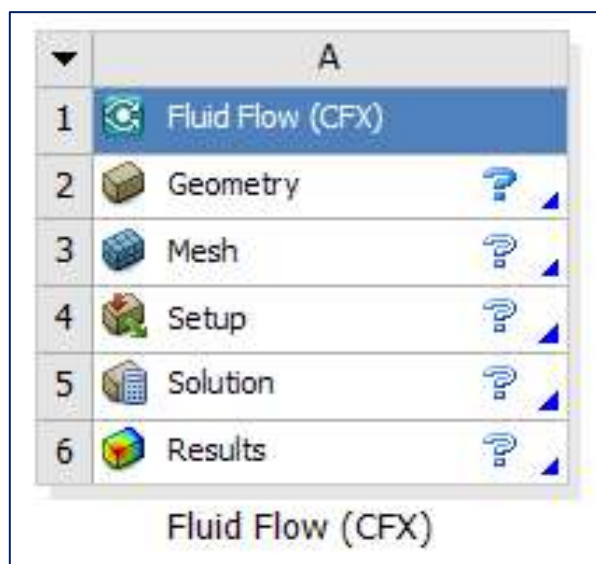 A
1 Fluid Flow (CFX)
2 Geometry ?
3 Mesh ?
4 Setup ?
5 Solution ?
6 Results ?
Fluid Flow (CFX)